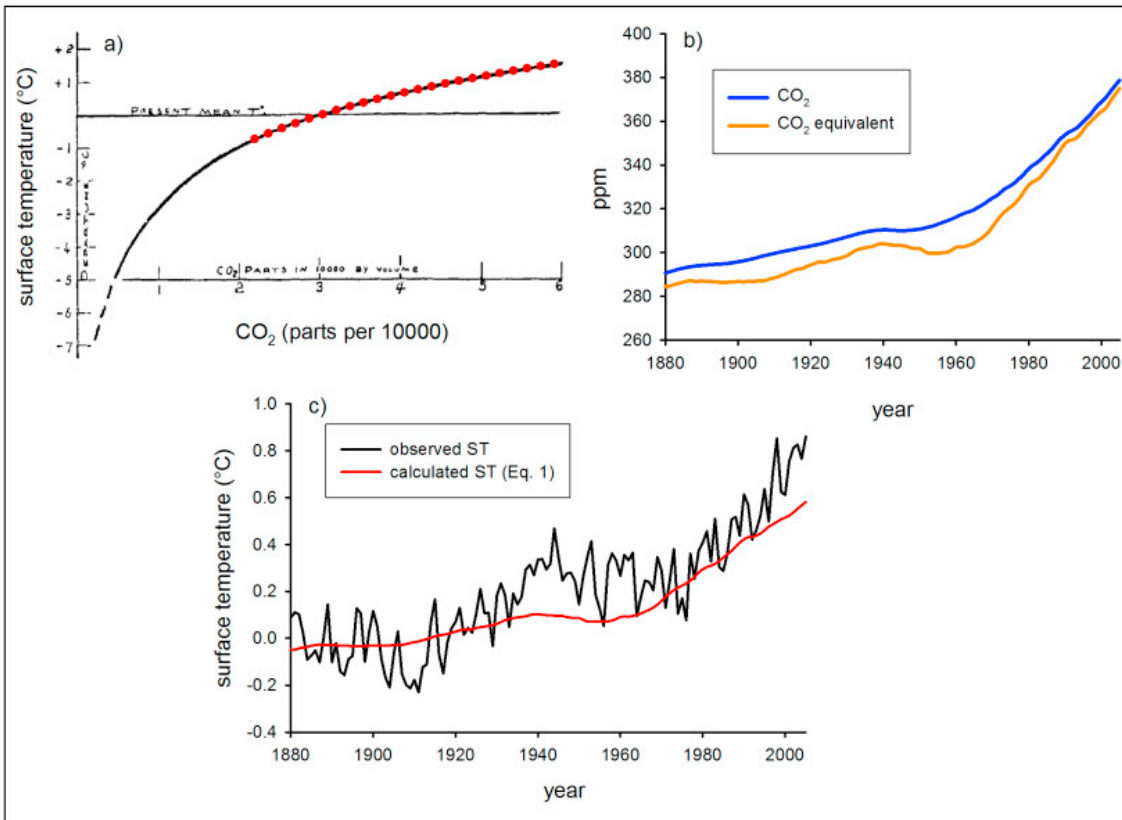 a)
surface temperature (°C)
+2
+1
-1
-2
-3
-4
-5
-6
+7
PRESENT MEAN T°.
DEPARTURE, °C
CO2 PARTS IN 10000 BY VOLUME
1
2
3
4
5
6
CO₂ (parts per 10000)
b)
ppm
400
380
360
340
320
300
280
260
CO₂
CO₂ equivalent
1880
1900
1920
1940
1960
1980
2000
year
c)
surface temperature (°C)
1.0
0.8
0.6
0.4
0.2
0.0
-0.2
-0.4
observed ST
calculated ST (Eq. 1)
1880
1900
1920
1940
1960
1980
2000
year